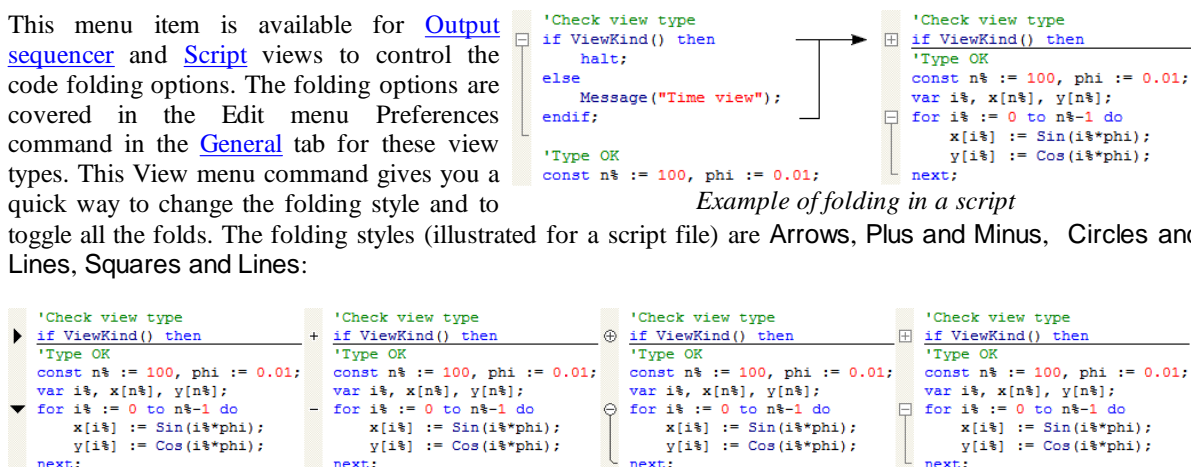 This menu item is available for Output
sequencer and Script views to control the
code folding options. The folding options are
covered in the Edit menu Preferences
command in the General tab for these view
types. This View menu command gives you a
quick way to change the folding style and to
'Check view type
if ViewKind() then
    halt;
else
    Message("Time view");
endif;
'Type OK
const n% := 100, phi := 0.01;
'Check view type
if ViewKind() then
'Type OK
const n% := 100, phi := 0.01;
var i%, x[n%], y[n%];
for i% := 0 to n%-1 do
    x[i%] := Sin(i%*phi);
    y[i%] := Cos(i%*phi);
next;
Example of folding in a script
toggle all the folds. The folding styles (illustrated for a script file) are Arrows, Plus and Minus, Circles and
Lines, Squares and Lines:
'Check view type
if ViewKind() then
'Type OK
const n% := 100, phi := 0.01;
var i%, x[n%], y[n%];
for i% := 0 to n%-1 do
    x[i%] := Sin(i%*phi);
    y[i%] := Cos(i%*phi);
next;
'Check view type
if ViewKind() then
'Type OK
const n% := 100, phi := 0.01;
var i%, x[n%], y[n%];
for i% := 0 to n%-1 do
    x[i%] := Sin(i%*phi);
    y[i%] := Cos(i%*phi);
next;
'Check view type
if ViewKind() then
'Type OK
const n% := 100, phi := 0.01;
var i%, x[n%], y[n%];
for i% := 0 to n%-1 do
    x[i%] := Sin(i%*phi);
    y[i%] := Cos(i%*phi);
next;
'Check view type
if ViewKind() then
'Type OK
const n% := 100, phi := 0.01;
var i%, x[n%], y[n%];
for i% := 0 to n%-1 do
    x[i%] := Sin(i%*phi);
    y[i%] := Cos(i%*phi);
next;